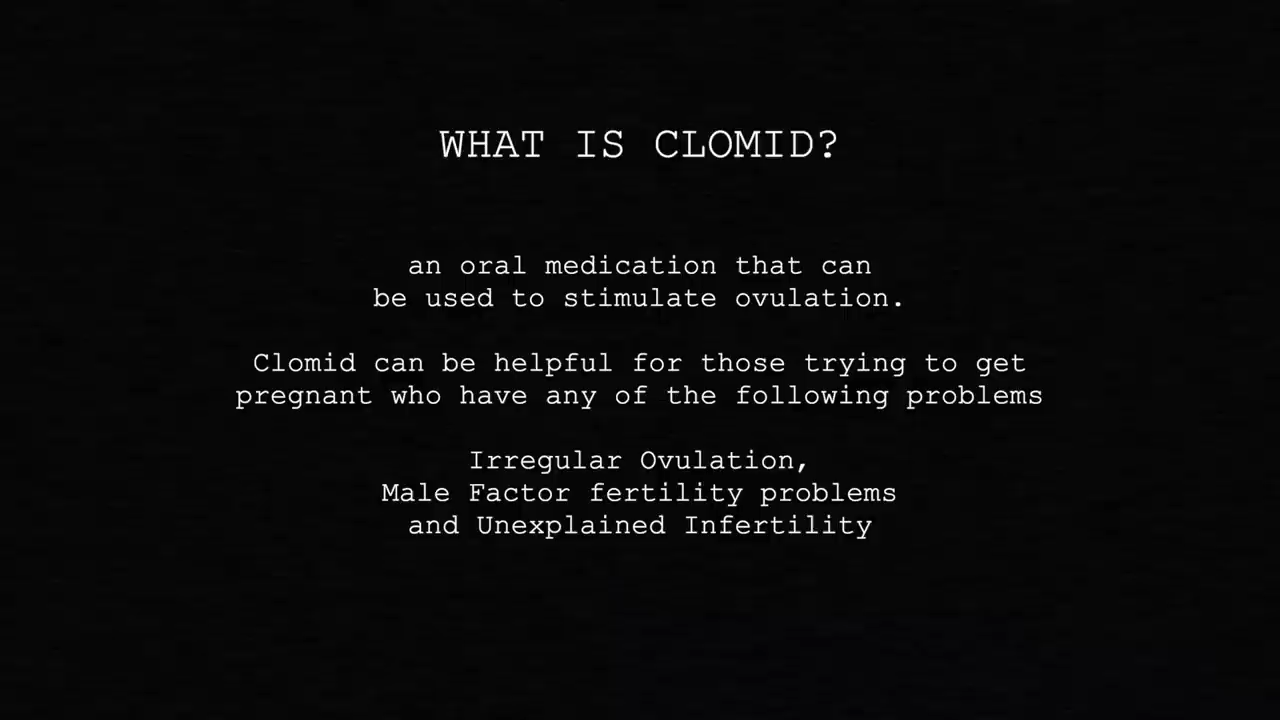 WHAT IS CLOMID?
an oral medication that can
be used to stimulate ovulation.
Clomid can be helpful for those trying to get
pregnant who have any of the following problems
Irregular Ovulation,
Male Factor fertility problems
and Unexplained Infertility